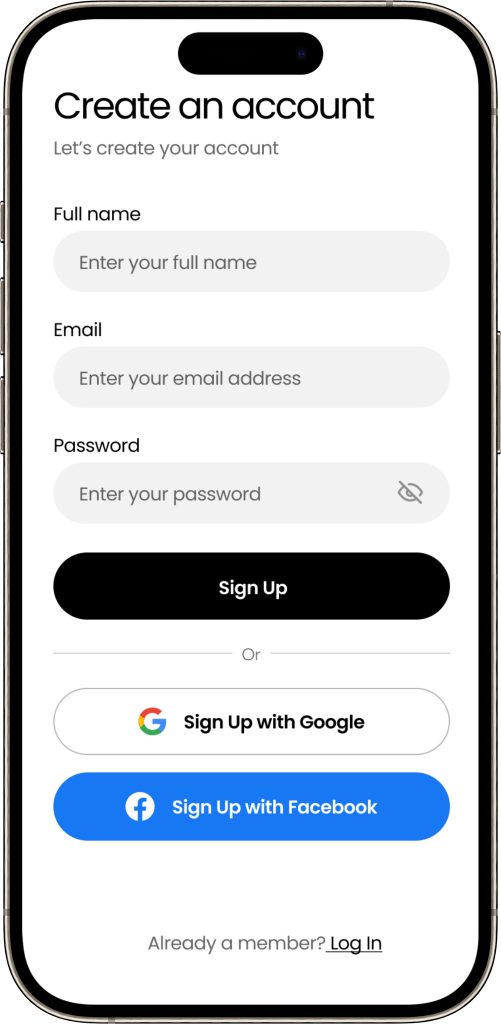 Create an account
Let’s create your account
Full name
Enter your full name
Email
Enter your email address
Password
Enter your password
Sign Up
Or
Sign Up with Google
Sign Up with Facebook
Already a member? Log In